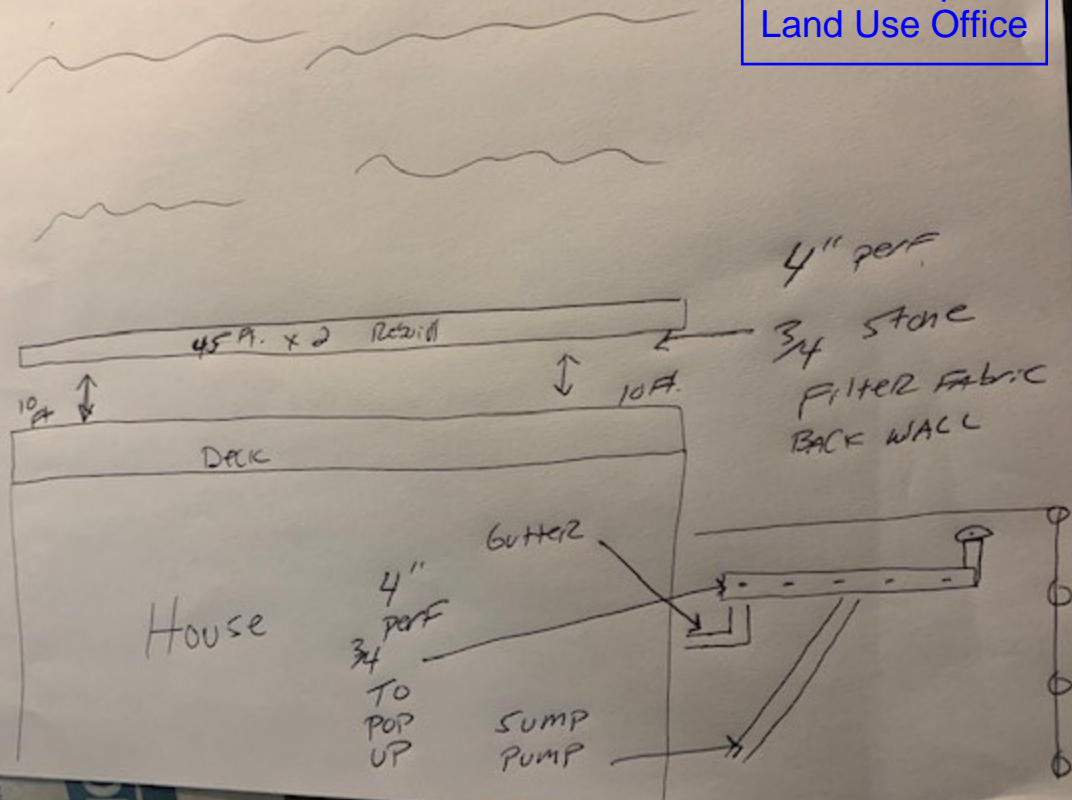 Land Use Office
4" perf
3/4 Stone
Filter Fabric
BACK WALL
45 Ft. x 2 Rebuild
10 Ft
10 Ft.
Deck
Gutter
House
4"
perf
3/4
TO
POP
UP
Sump
Pump